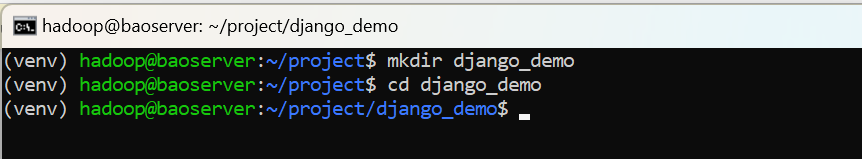 hadoop@baoserver: ~/project/django_demo
(venv) hadoop@baoserver:~/project$ mkdir django_demo
(venv) hadoop@baoserver:~/project$ cd django_demo
(venv) hadoop@baoserver:~/project/django_demo$